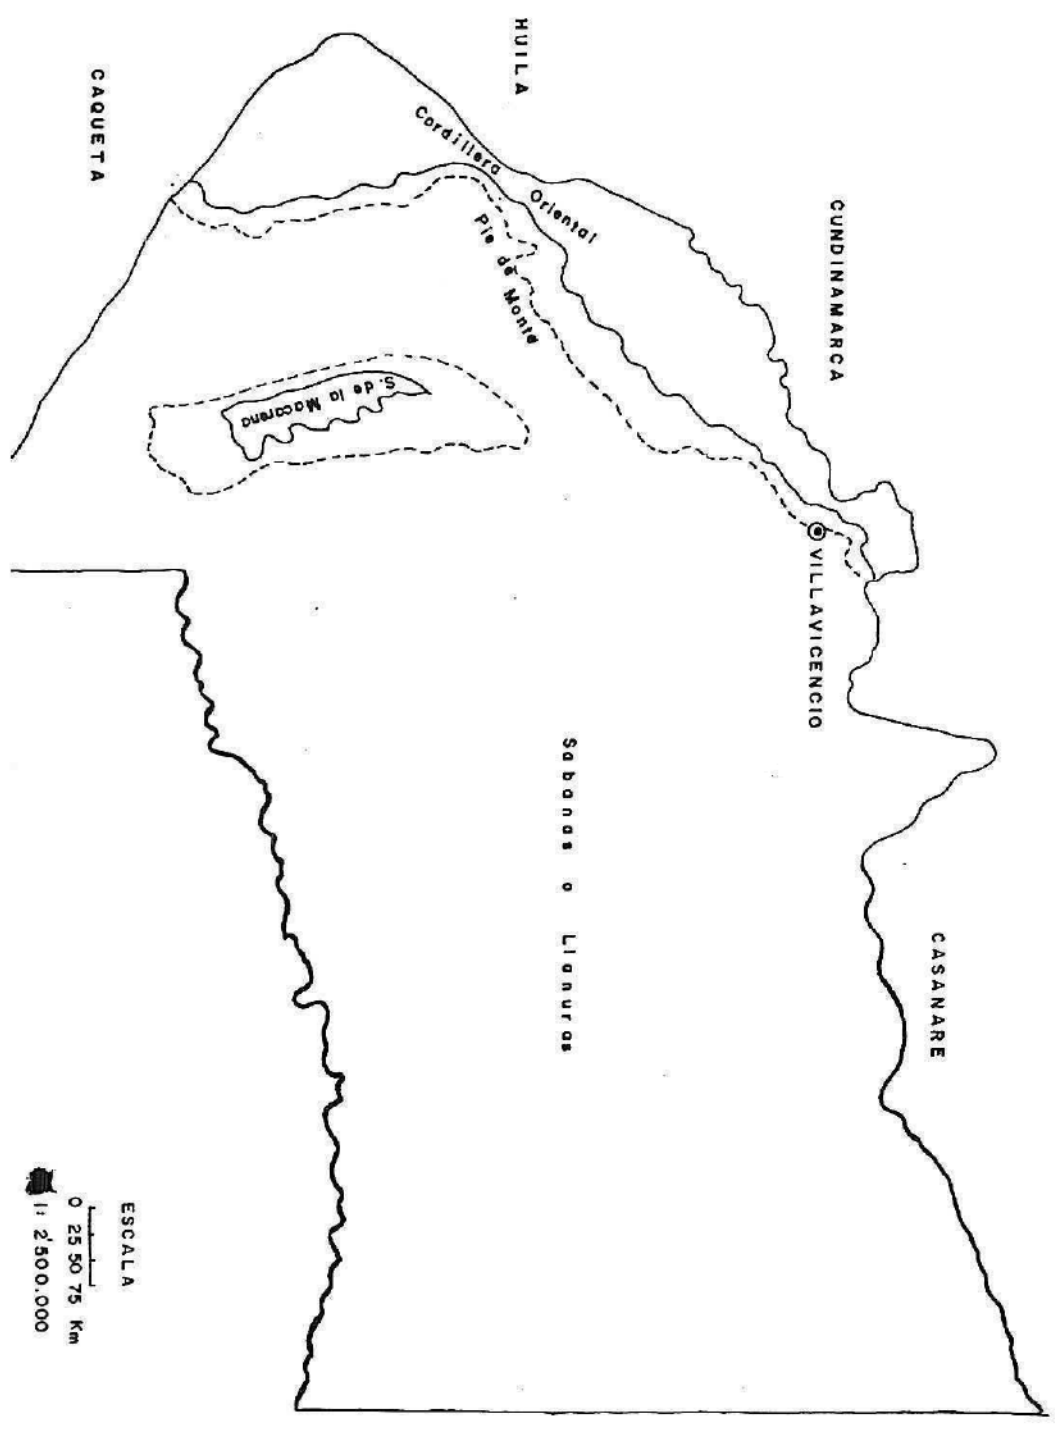 HUILA
CAQUETA
CUNDINAMARCA
Cordillera Oriental
Pie de Monte
S. de la Macarena
VILLAVICENCIO
Sabanas o Llanuras
CASANARE
ESCALA
0 25 50 75 Km
1: 2'500.000